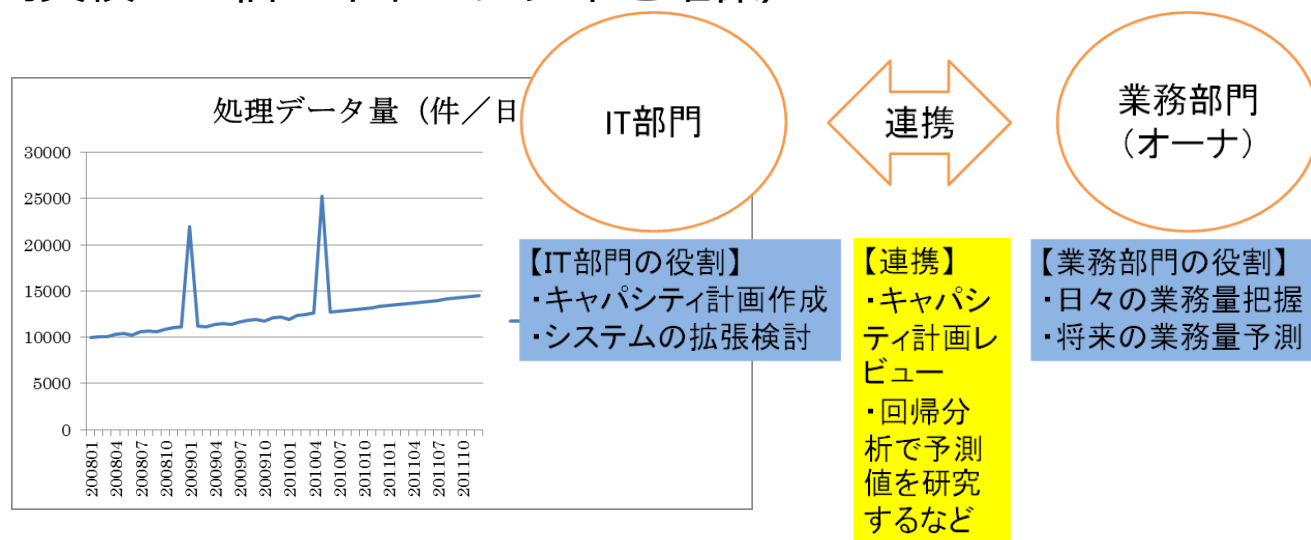 処理データ量（件／日
30000
25000
20000
15000
10000
5000
0
200801
200804
200807
200810
200901
200904
200907
200910
201001
201004
201007
201010
201101
201104
201107
201110
IT部門
連携
業務部門
（オーナ）
【IT部門の役割】
・キャパシティ計画作成
・システムの拡張検討
【連携】
・キャパシ
ティ計画レ
ビュー
・回帰分
析で予測
値を研究
するなど
【業務部門の役割】
・日々の業務量把握
・将来の業務量予測